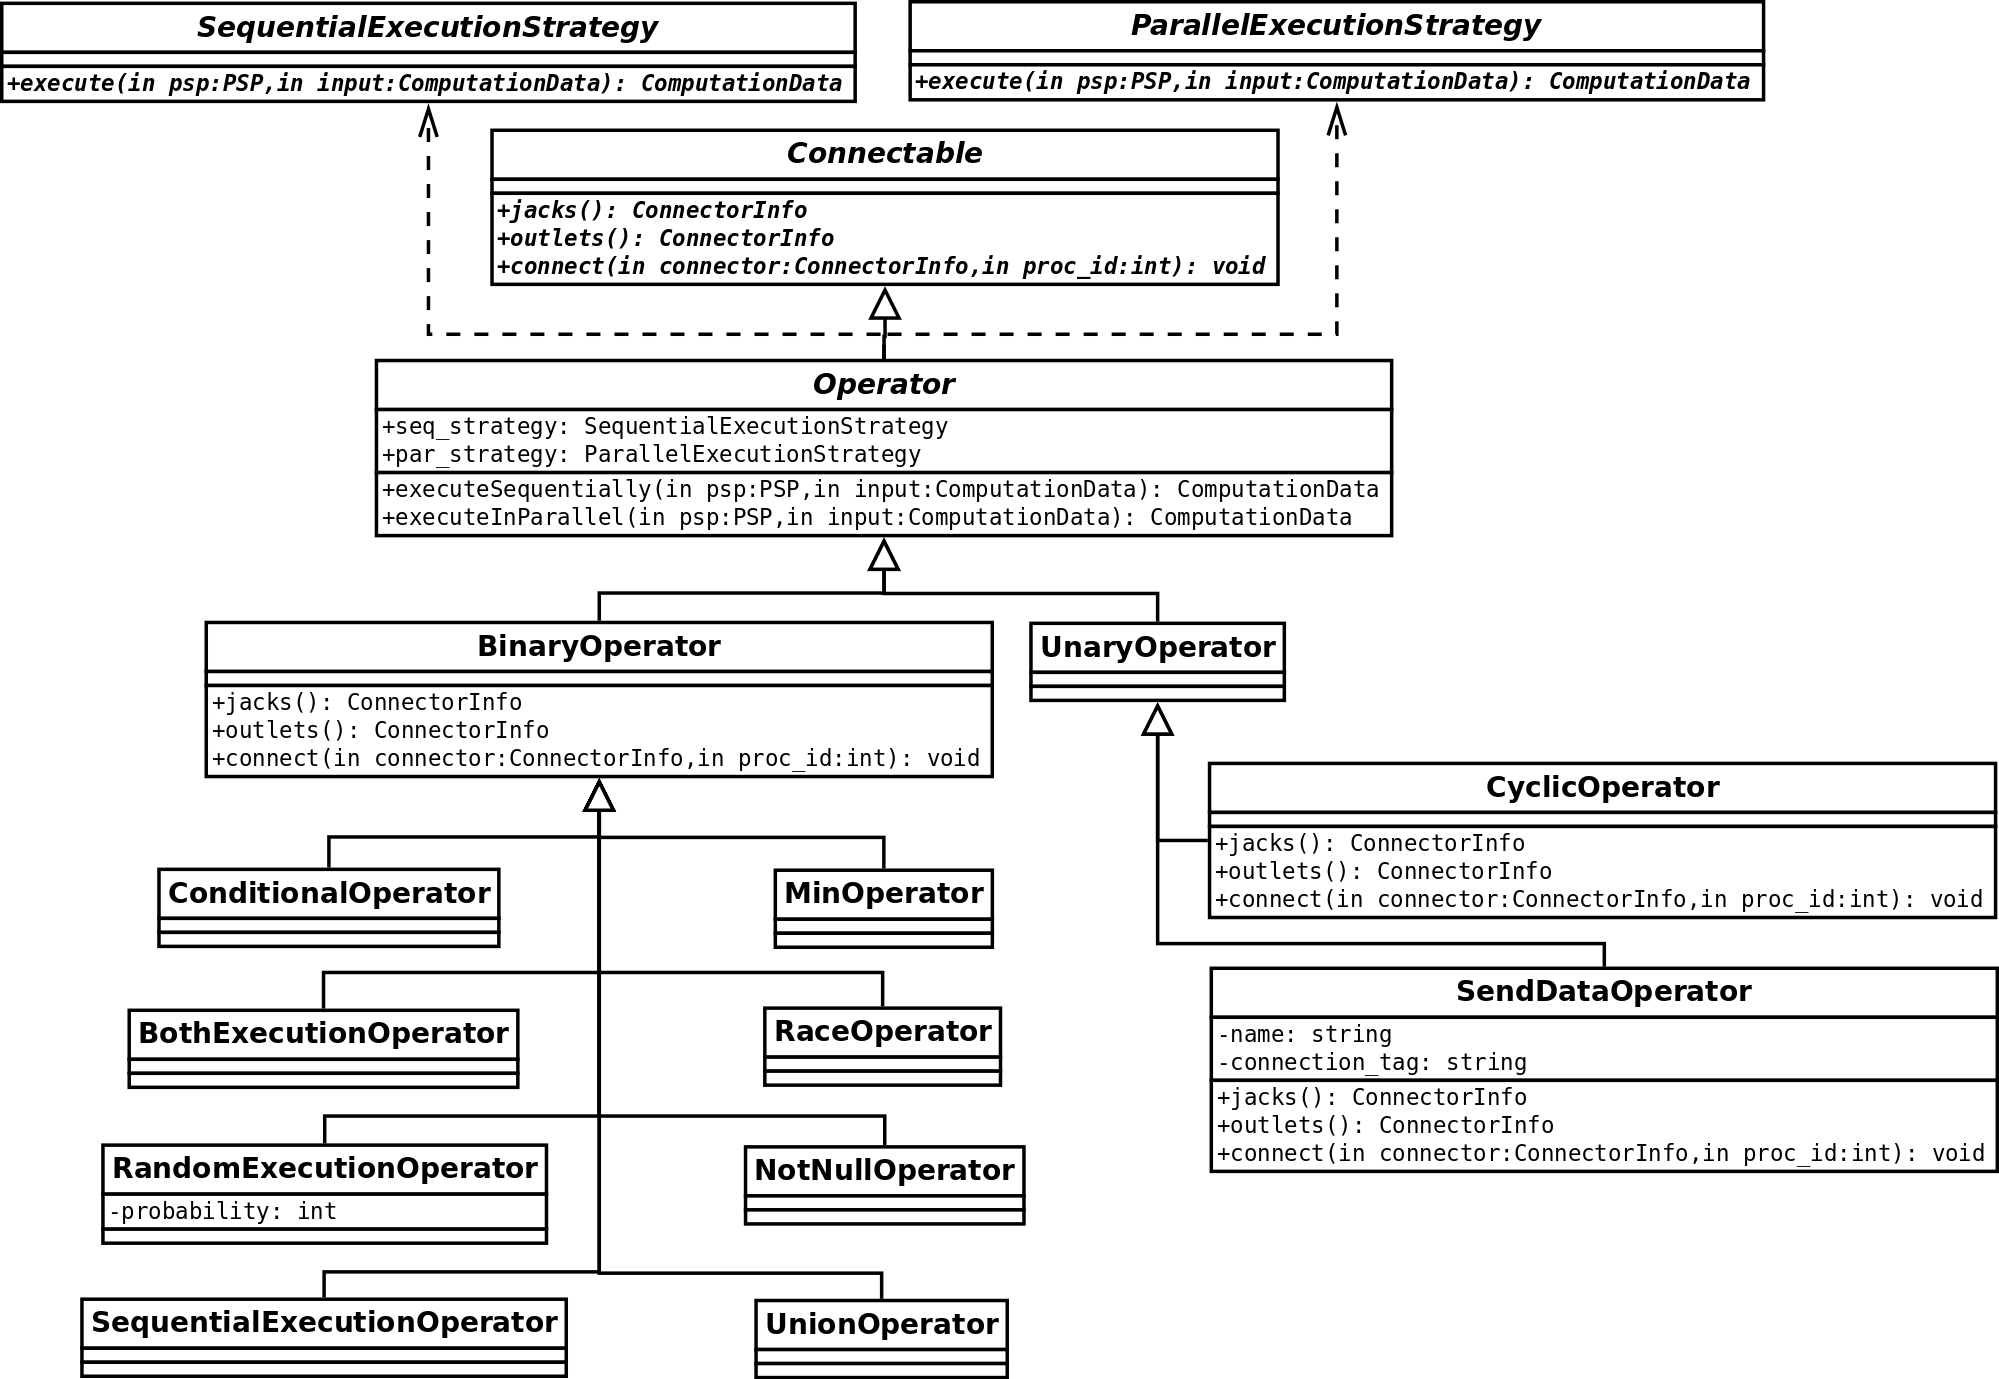 SequentialExecutionStrategy
+execute(in psp:PSP,in input:ComputationData): ComputationData
ParallelExecutionStrategy
+execute(in psp:PSP,in input:ComputationData): ComputationData
Connectable
+jacks(): ConnectorInfo
+outlets(): ConnectorInfo
+connect(in connector:ConnectorInfo,in proc_id:int): void
Operator
+seq_strategy: SequentialExecutionStrategy
+par_strategy: ParallelExecutionStrategy
+executeSequentially(in psp:PSP,in input:ComputationData): ComputationData
+executeInParallel(in psp:PSP,in input:ComputationData): ComputationData
BinaryOperator
+jacks(): ConnectorInfo
+outlets(): ConnectorInfo
+connect(in connector:ConnectorInfo,in proc_id:int): void
UnaryOperator
CyclicOperator
+jacks(): ConnectorInfo
+outlets(): ConnectorInfo
+connect(in connector:ConnectorInfo,in proc_id:int): void
ConditionalOperator
MinOperator
SendDataOperator
-name: string
-connection_tag: string
+jacks(): ConnectorInfo
+outlets(): ConnectorInfo
+connect(in connector:ConnectorInfo,in proc_id:int): void
BothExecutionOperator
RaceOperator
RandomExecutionOperator
-probability: int
NotNullOperator
SequentialExecutionOperator
UnionOperator